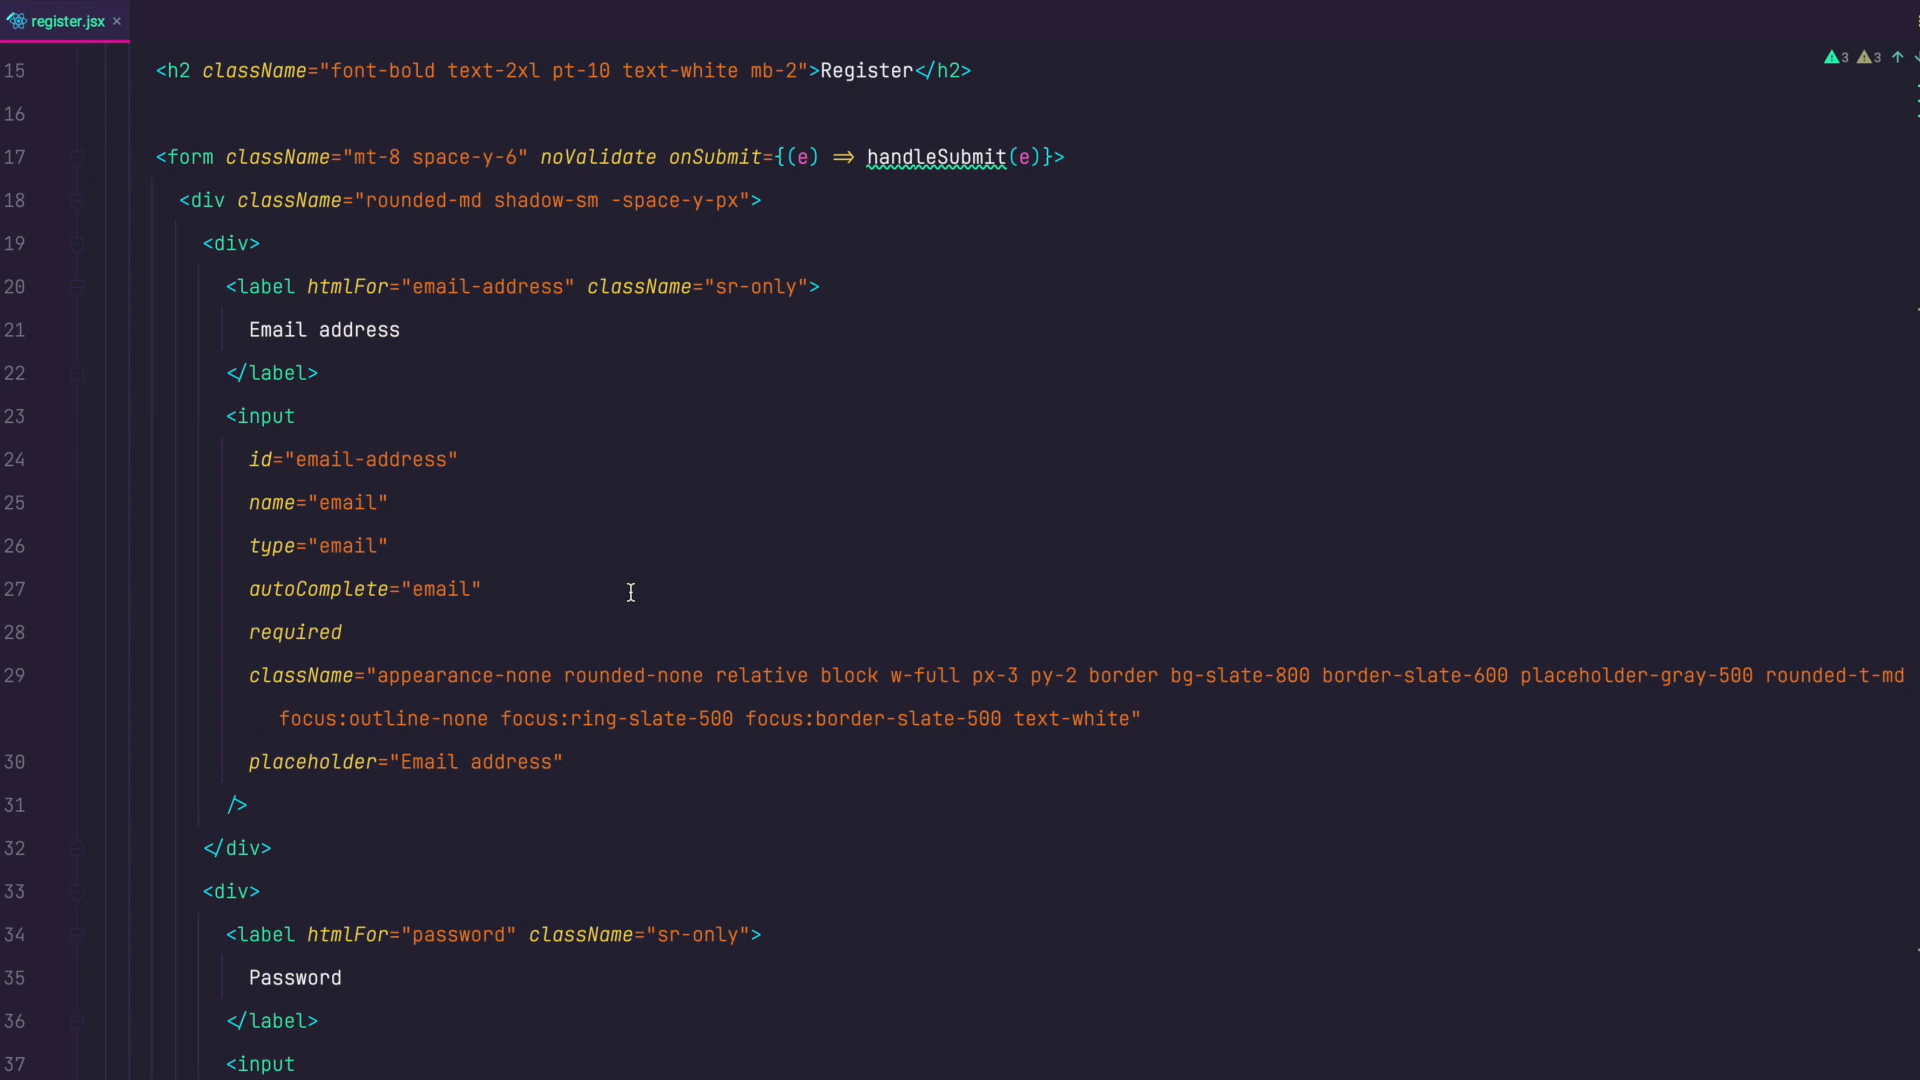 register.jsx ×
3 3
15 <h2 className="font-bold text-2xl pt-10 text-white mb-2">Register</h2>
16
17 <form className="mt-8 space-y-6" noValidate onSubmit={(e) => handleSubmit(e)}>
18 <div className="rounded-md shadow-sm -space-y-px">
19 <div>
20 <label htmlFor="email-address" className="sr-only">
21 Email address
22 </label>
23 <input
24 id="email-address"
25 name="email"
26 type="email"
27 autoComplete="email"
28 required
29 className="appearance-none rounded-none relative block w-full px-3 py-2 border bg-slate-800 border-slate-600 placeholder-gray-500 rounded-t-md
focus:outline-none focus:ring-slate-500 focus:border-slate-500 text-white"
30 placeholder="Email address"
31 />
32 </div>
33 <div>
34 <label htmlFor="password" className="sr-only">
35 Password
36 </label>
37 <input